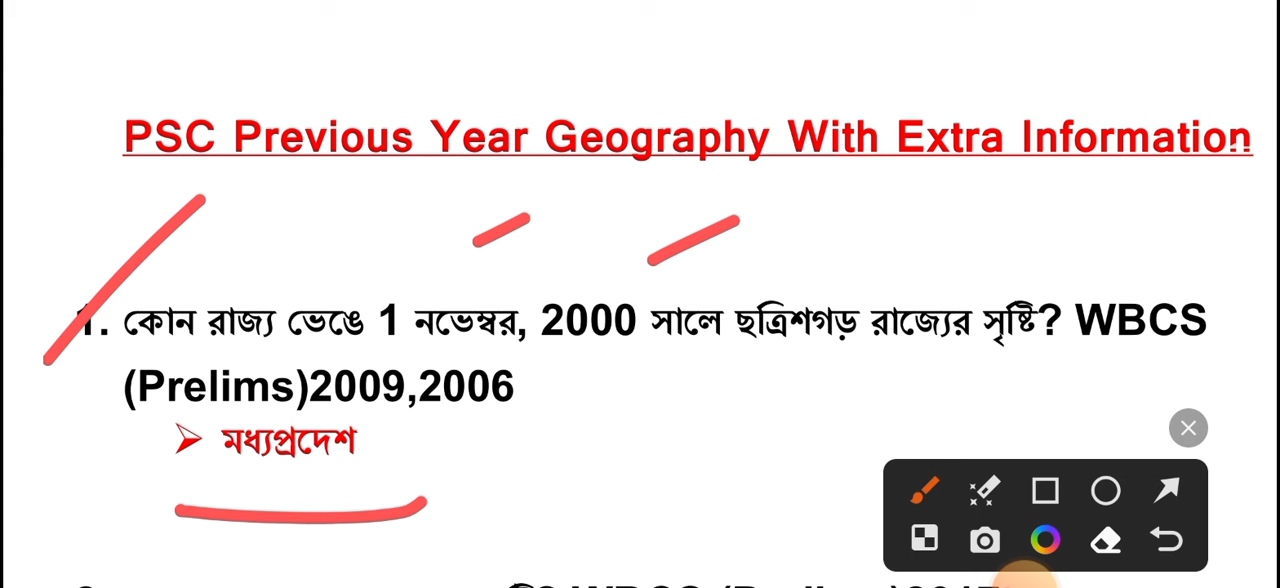 PSC Previous Year Geography With Extra Information
1. কোন রাজ্য ভেঙে 1 নভেম্বর, 2000 সালে ছত্রিশগড় রাজ্যের সৃষ্টি? WBCS
(Prelims)2009,2006
➢ মধ্যপ্রদেশ